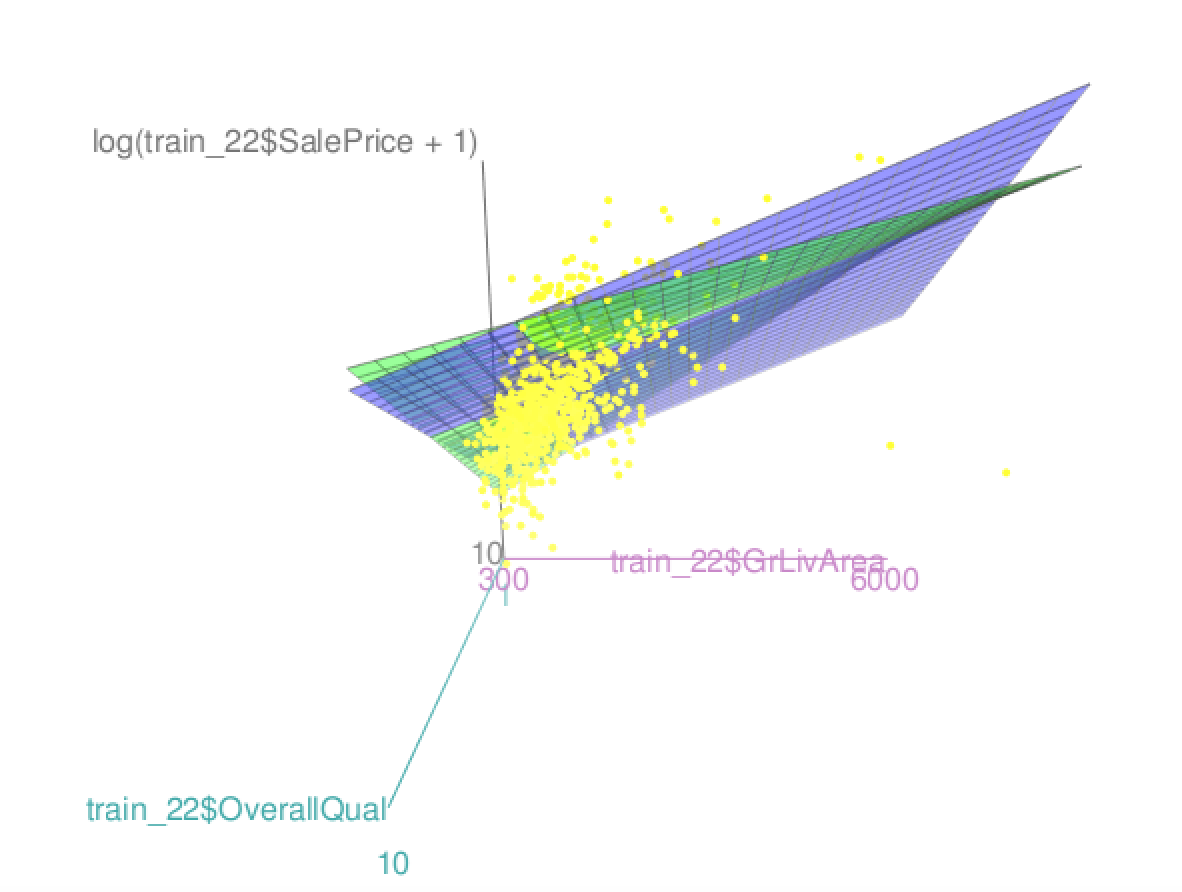 log(train_22$SalePrice + 1)
10
train_22$GrLivArea
300
6000
train_22$OverallQual
10